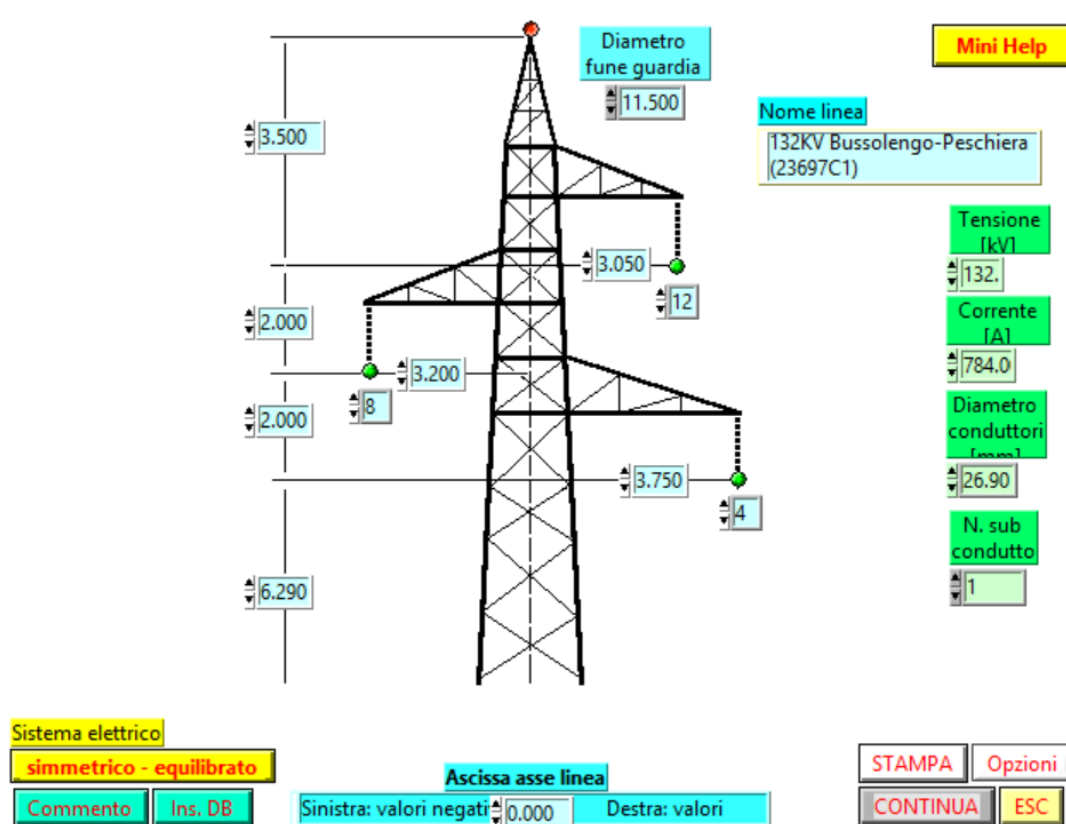 Diametro
fune guardia
11.500
Mini Help
Nome linea
132KV Bussolengo-Peschiera
(23697C1)
3.500
Tensione
[kV]
132.
3.050
12
2.000
Corrente
[A]
784.0
3.200
8
2.000
Diametro
conduttori
[mm]
26.90
3.750
4
N. sub
condutto
1
6.290
Sistema elettrico
simmetrico - equilibrato
Commento
Ins. DB
Ascissa asse linea
Sinistra: valori negati
0.000
Destra: valori
STAMPA
Opzioni
CONTINUA
ESC